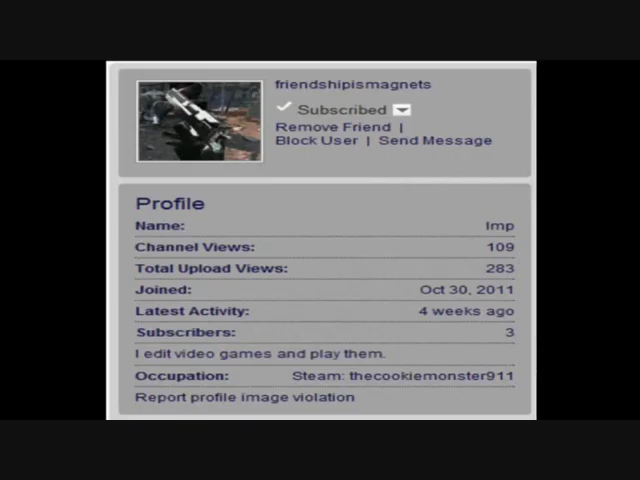 friendshipismagnets
Subscribed
Remove Friend |
Block User | Send Message
Profile
Name: Imp
Channel Views: 109
Total Upload Views: 283
Joined: Oct 30, 2011
Latest Activity: 4 weeks ago
Subscribers: 3
I edit video games and play them.
Occupation: Steam: thecookiemonster911
Report profile image violation